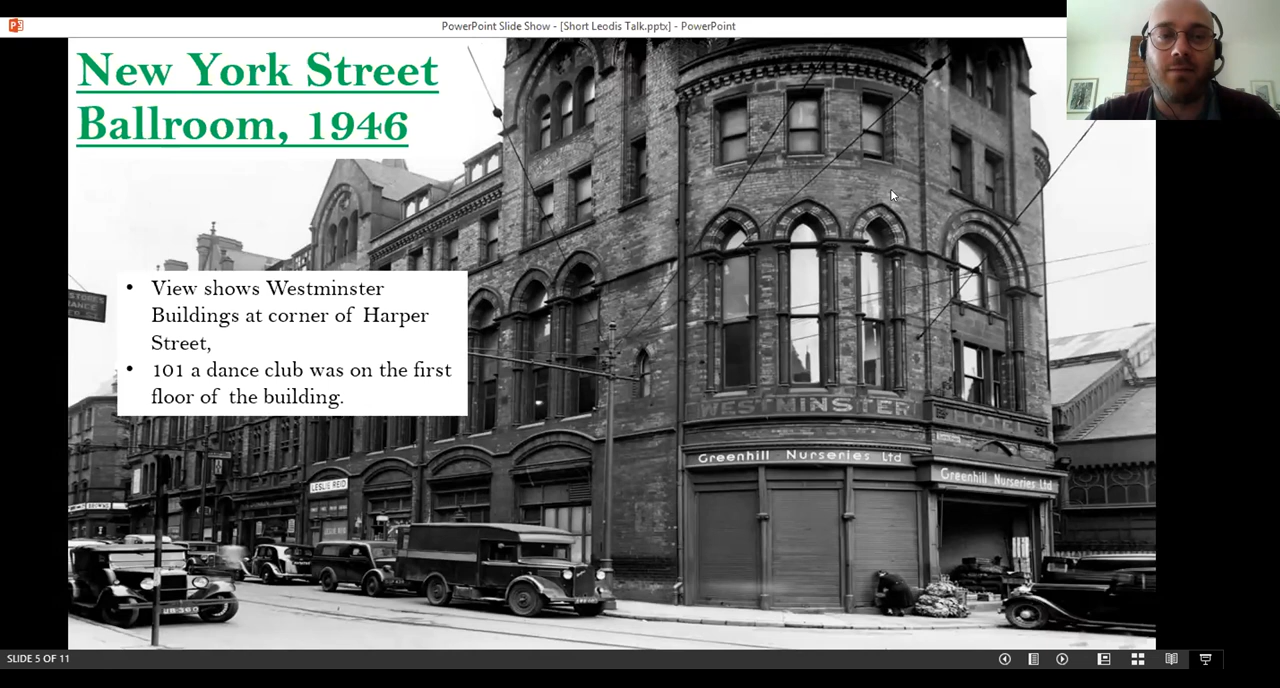 PowerPoint Slide Show - [Short Leodis Talk.pptx] - PowerPoint
New York Street
Ballroom, 1946
• View shows Westminster
Buildings at corner of Harper
Street,
• 101 a dance club was on the first
floor of the building.
STORES
WESTMINSTER
HOTEL
Greenhill Nurseries Ltd
Greenhill Nurseries Ltd
LESLIE REID
SLIDE 5 OF 11